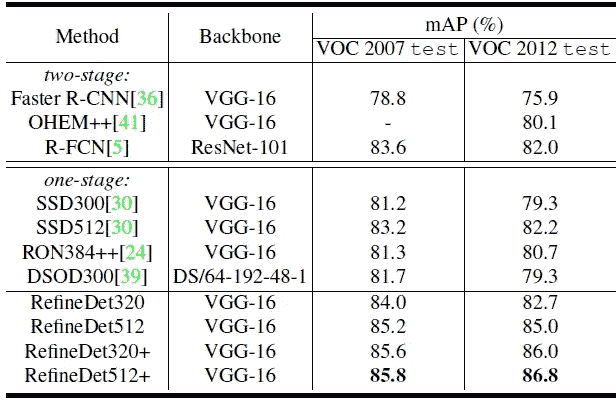 Method Backbone mAP (%)
VOC 2007 test VOC 2012 test
two-stage:
Faster R-CNN[36] VGG-16 78.8 75.9
OHEM++[41] VGG-16 - 80.1
R-FCN[5] ResNet-101 83.6 82.0
one-stage:
SSD300[30] VGG-16 81.2 79.3
SSD512[30] VGG-16 83.2 82.2
RON384++[24] VGG-16 81.3 80.7
DSOD300[39] DS/64-192-48-1 81.7 79.3
RefineDet320 VGG-16 84.0 82.7
RefineDet512 VGG-16 85.2 85.0
RefineDet320+ VGG-16 85.6 86.0
RefineDet512+ VGG-16 85.8 86.8